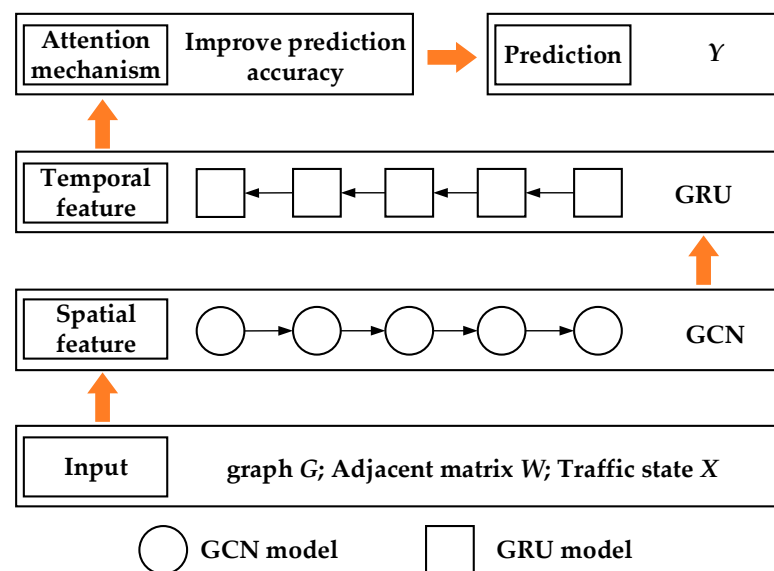 Attention
mechanism
Improve prediction
accuracy
Prediction
Y
Temporal
feature
GRU
Spatial
feature
GCN
Input
graph G; Adjacent matrix W; Traffic state X
GCN model
GRU model